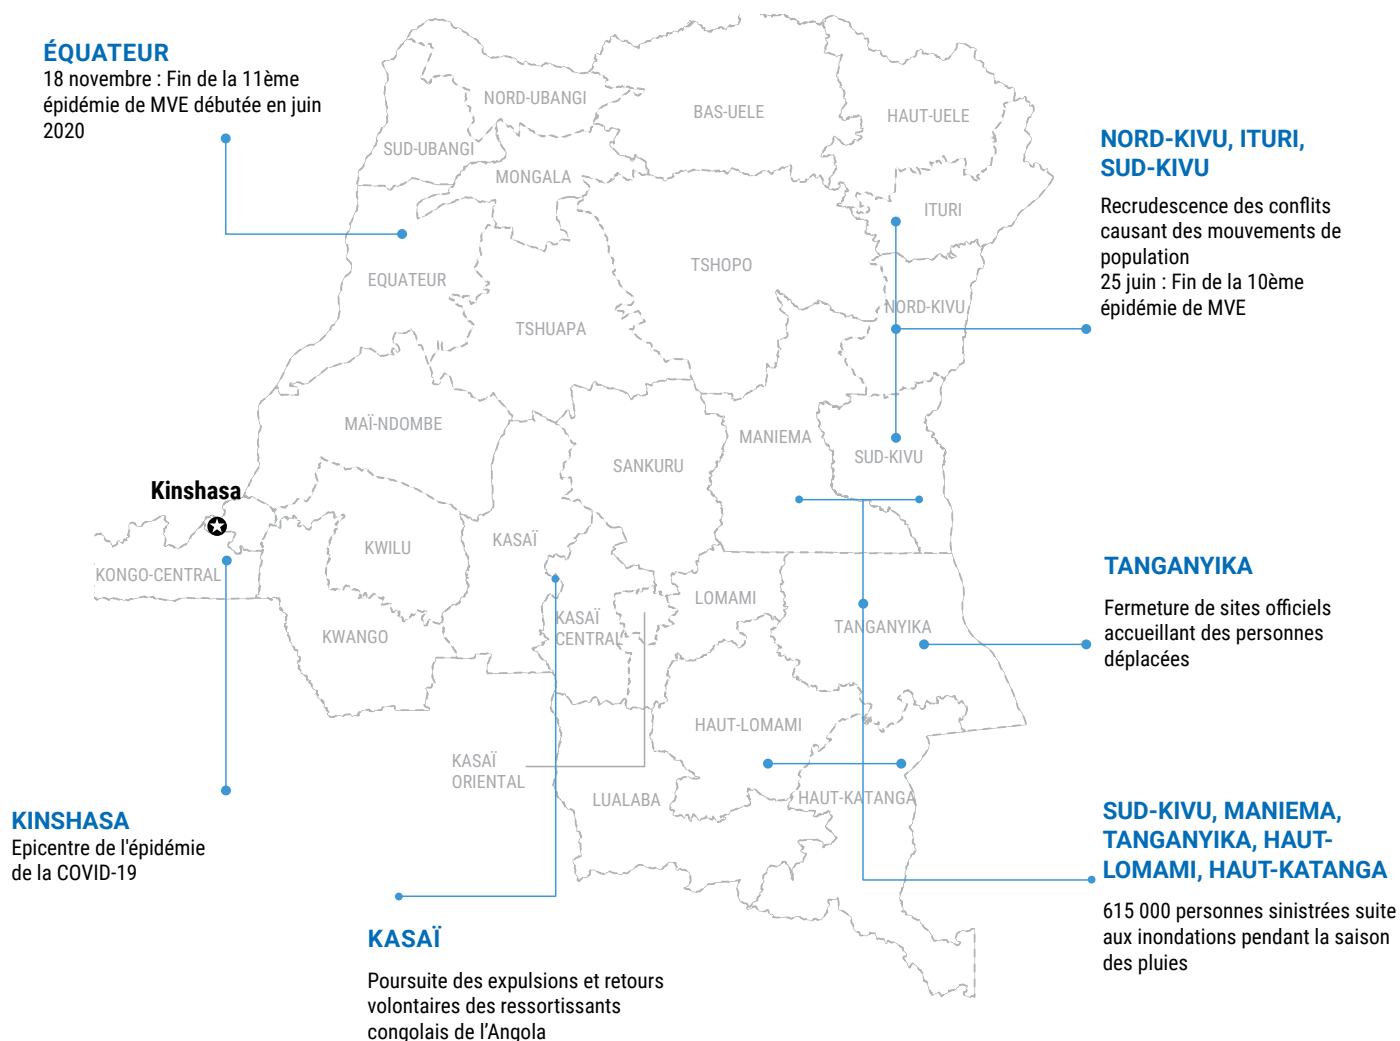 ÉQUATEUR
18 novembre : Fin de la 11ème
épidémie de MVE débutée en juin
2020
NORD-UBANGI
BAS-UELE
HAUT-UELE
SUD-UBANGI
MONGALA
ITURI
EQUATEUR
TSHOPO
NORD-KIVU
TSHUAPA
MAÏ-NDOMBE
MANIEMA
SUD-KIVU
SANKURU
Kinshasa
KASAÏ
KWILU
KONGO-CENTRAL
LOMAMI
KASAÏ
CENTRAL
TANGANYIKA
KWANGO
HAUT-LOMAMI
KASAÏ
ORIENTAL
LUALABA
HAUT-KATANGA
NORD-KIVU, ITURI,
SUD-KIVU
Recrudescence des conflits
causant des mouvements de
population
25 juin : Fin de la 10ème
épidémie de MVE
TANGANYIKA
Fermeture de sites officiels
accueillant des personnes
déplacées
SUD-KIVU, MANIEMA,
TANGANYIKA, HAUT-
LOMAMI, HAUT-KATANGA
615 000 personnes sinistrées suite
aux inondations pendant la saison
des pluies
KINSHASA
Epicentre de l'épidémie
de la COVID-19
KASAÏ
Poursuite des expulsions et retours
volontaires des ressortissants
congolais de l’Angola